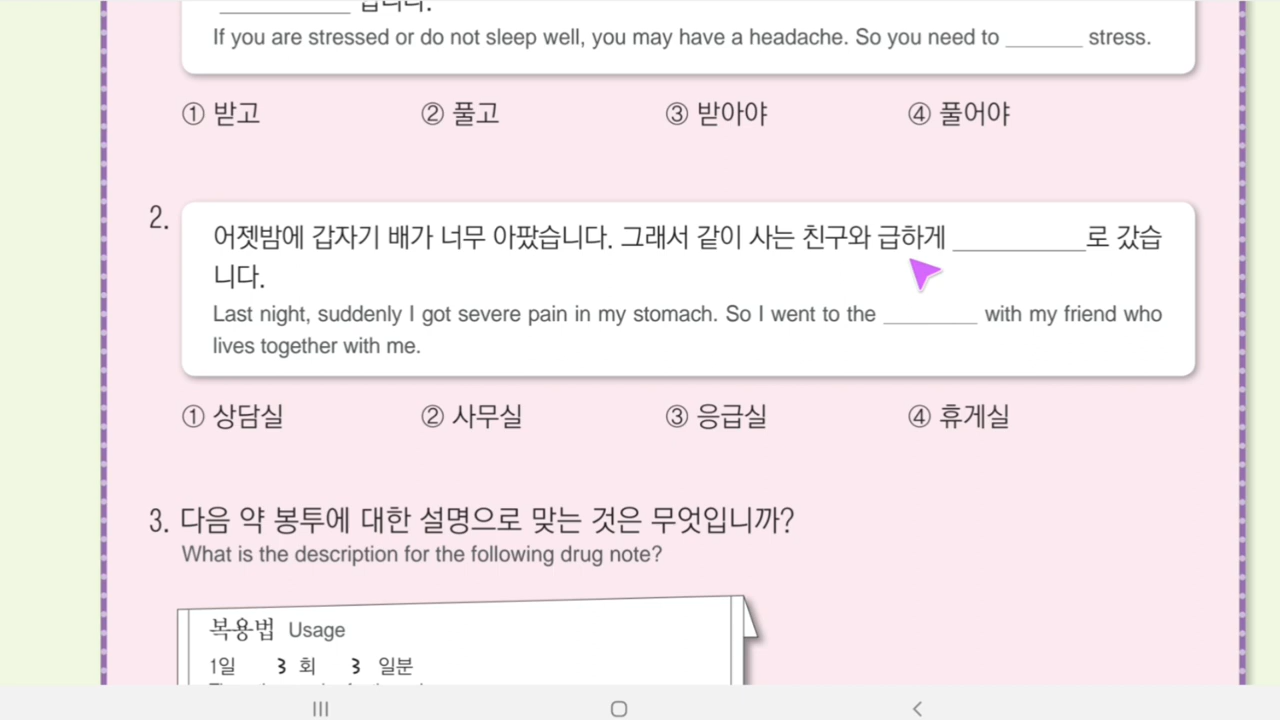 If you are stressed or do not sleep well, you may have a headache. So you need to ________ stress.
① 받고 ② 풀고 ③ 받아야 ④ 풀어야
2.
어젯밤에 갑자기 배가 너무 아팠습니다. 그래서 같이 사는 친구와 급하게 __________로 갔습
니다.
Last night, suddenly I got severe pain in my stomach. So I went to the ________ with my friend who
lives together with me.
① 상담실 ② 사무실 ③ 응급실 ④ 휴게실
3. 다음 약 봉투에 대한 설명으로 맞는 것은 무엇입니까?
What is the description for the following drug note?
복용법 Usage
1일 3 회 3 일분